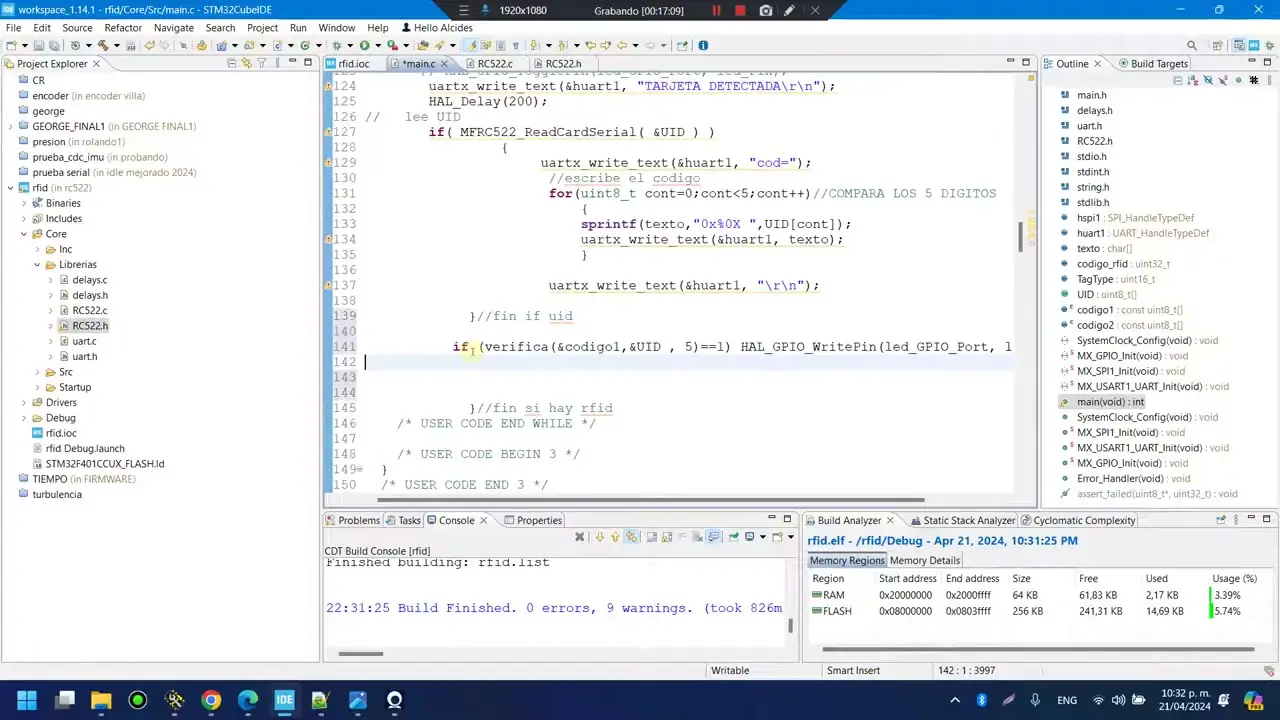 workspace_1.14.1 - rfid/Core/Src/main.c - STM32CubeIDE
1920x1080
Grabando [00:17:09]
File Edit Source Refactor Navigate Search Project Run Window Help Hello Alcides
Project Explorer
CR
encoder (in encoder villa)
george
GEORGE_FINAL1 (in GEORGE FINAL1)
presion (in rolando1)
prueba_cdc_imu (in probando)
prueba serial (in idle mejorado 2024)
rfid (in rc522)
Binaries
Includes
Core
Inc
Librerias
delays.c
delays.h
RC522.c
RC522.h
uart.c
uart.h
Src
Startup
Drivers
Debug
rfid.ioc
rfid Debug.launch
STM32F401CCUX_FLASH.ld
TIEMPO (in FIRMWARE)
turbulencia
rfid.ioc *main.c RC522.c RC522.h
124 uartx_write_text(&huart1, "TARJETA DETECTADA\r\n");
125 HAL_Delay(200);
126 // lee UID
127 if( MFRC522_ReadCardSerial( &UID ) )
128 {
129 uartx_write_text(&huart1, "cod=");
130 //escribe el codigo
131 for(uint8_t cont=0;cont<5;cont++)//COMPARA LOS 5 DIGITOS
132 {
133 sprintf(texto,"0x%0X ",UID[cont]);
134 uartx_write_text(&huart1, texto);
135 }
136
137 uartx_write_text(&huart1, "\r\n");
138
139 }//fin if uid
140
141 if (verifica(&codigo1,&UID , 5)==1) HAL_GPIO_WritePin(led_GPIO_Port, l
142
143
144
145 }//fin si hay rfid
146 /* USER CODE END WHILE */
147
148 /* USER CODE BEGIN 3 */
149 }
150 /* USER CODE END 3 */
Outline Build Targets
main.h
delays.h
uart.h
RC522.h
stdio.h
stdint.h
string.h
stdlib.h
hspi1 : SPI_HandleTypeDef
huart1 : UART_HandleTypeDef
texto : char[]
codigo_rfid : uint32_t
TagType : uint16_t
UID : uint8_t[]
codigo1 : const uint8_t[]
codigo2 : const uint8_t[]
SystemClock_Config(void) : void
MX_GPIO_Init(void) : void
MX_SPI1_Init(void) : void
MX_USART1_UART_Init(void) : void
main(void) : int
SystemClock_Config(void) : void
MX_SPI1_Init(void) : void
MX_USART1_UART_Init(void) : void
MX_GPIO_Init(void) : void
Error_Handler(void) : void
assert_failed(uint8_t*, uint32_t) : void
Problems Tasks Console Properties
CDT Build Console [rfid]
Finished building: rfid.list
22:31:25 Build Finished. 0 errors, 9 warnings. (took 826m
Build Analyzer Static Stack Analyzer Cyclomatic Complexity
rfid.elf - /rfid/Debug - Apr 21, 2024, 10:31:25 PM
Memory Regions Memory Details
Region Start address End address Size Free Used Usage (%)
RAM 0x20000000 0x2000ffff 64 KB 61,83 KB 2,17 KB 3.39%
FLASH 0x08000000 0x0803ffff 256 KB 241,31 KB 14,69 KB 5.74%
Writable Smart Insert 142 : 1 : 3997
IDE
ENG
10:32 p. m.
21/04/2024